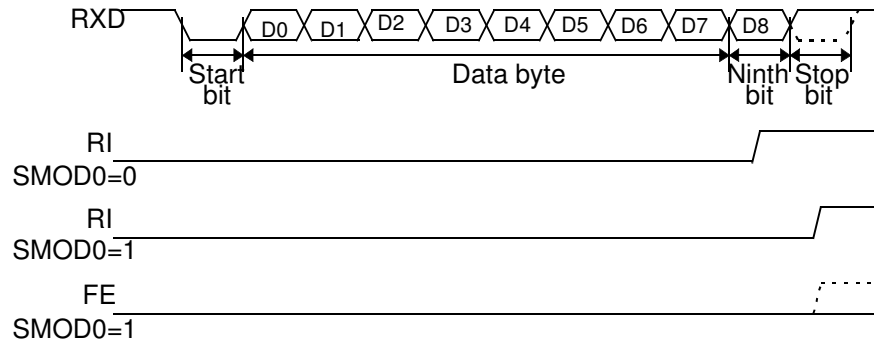 RXD D0 D1 D2 D3 D4 D5 D6 D7 D8
Start bit Data byte Ninth bit Stop bit
RI
SMOD0=0
RI
SMOD0=1
FE
SMOD0=1